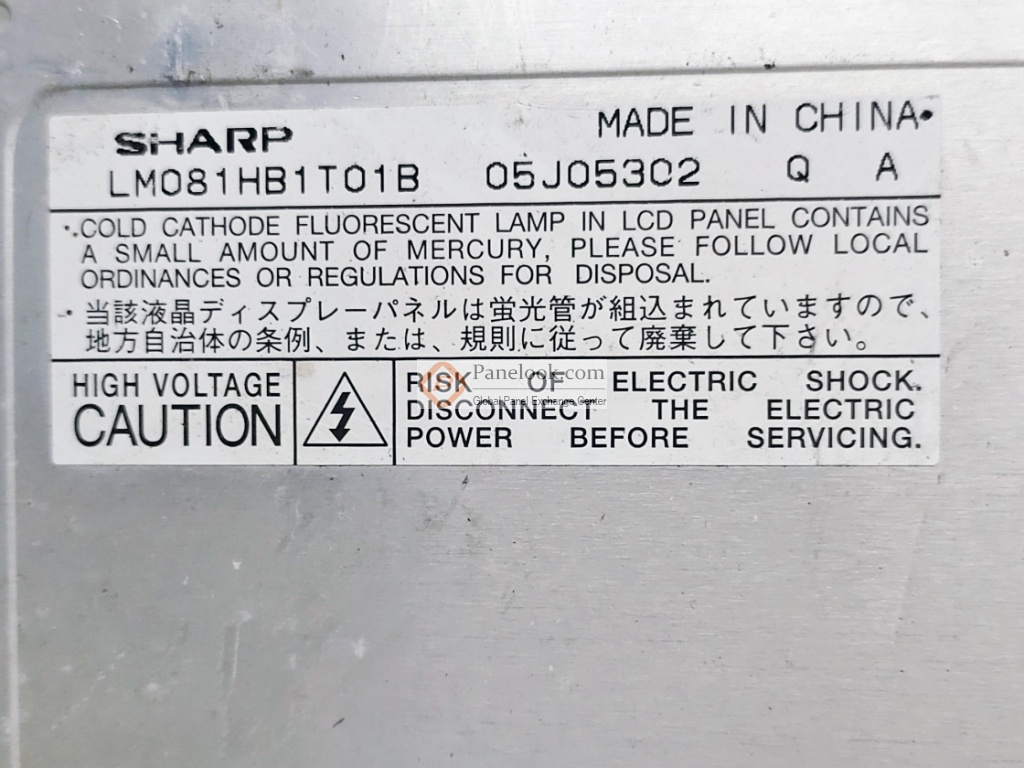 SHARP
MADE IN CHINA
LM081HB1T01B 05J05302 Q A
COLD CATHODE FLUORESCENT LAMP IN LCD PANEL CONTAINS
A SMALL AMOUNT OF MERCURY, PLEASE FOLLOW LOCAL
ORDINANCES OR REGULATIONS FOR DISPOSAL.
・当該液晶ディスプレーパネルは蛍光管が組込まれていますので、
地方自治体の条例、または、規則に従って廃棄して下さい。
HIGH VOLTAGE
CAUTION
RISK OF ELECTRIC SHOCK.
DISCONNECT THE ELECTRIC
POWER BEFORE SERVICING.
Panelook.com
Global Panel Exchange Center